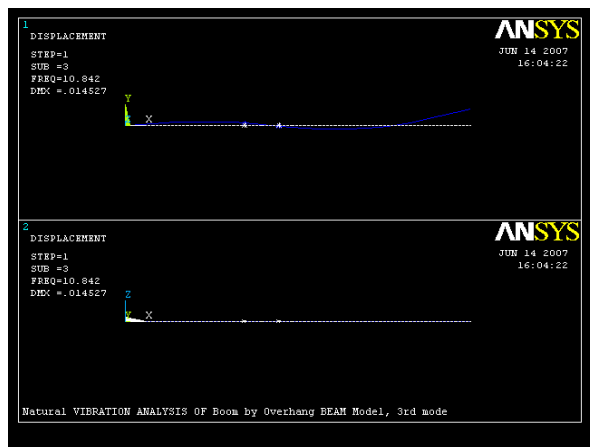 1
DISPLACEMENT
STEP=1
SUB =3
FREQ=10.842
DMX =.014527
ANSYS
JUN 14 2007
16:04:22
Y
X
2
DISPLACEMENT
STEP=1
SUB =3
FREQ=10.842
DMX =.014527
ANSYS
JUN 14 2007
16:04:22
Z
Y X
Natural VIBRATION ANALYSIS OF Boom by Overhang BEAM Model, 3rd mode